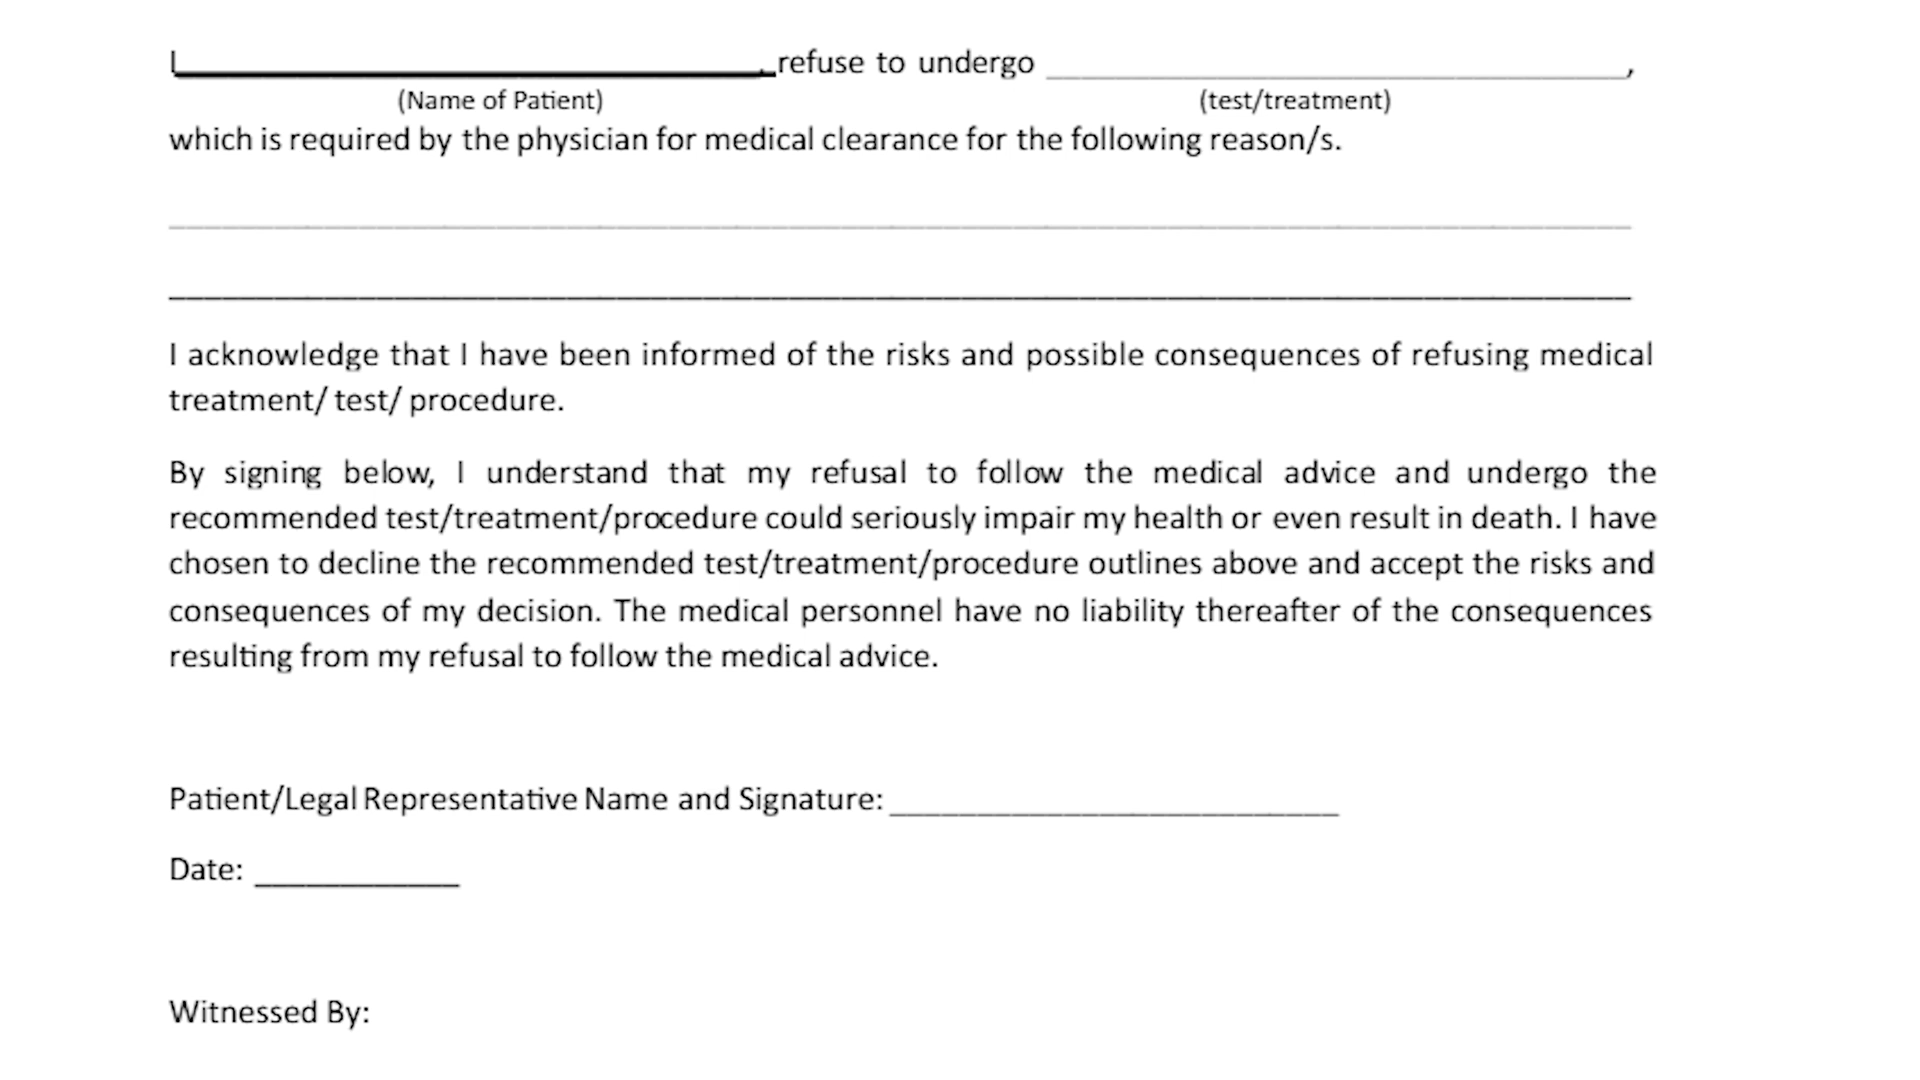 I__________________________________, refuse to undergo __________________________________,
(Name of Patient) (test/treatment)
which is required by the physician for medical clearance for the following reason/s.
I acknowledge that I have been informed of the risks and possible consequences of refusing medical
treatment/ test/ procedure.
By signing below, I understand that my refusal to follow the medical advice and undergo the
recommended test/treatment/procedure could seriously impair my health or even result in death. I have
chosen to decline the recommended test/treatment/procedure outlines above and accept the risks and
consequences of my decision. The medical personnel have no liability thereafter of the consequences
resulting from my refusal to follow the medical advice.
Patient/Legal Representative Name and Signature: __________________________
Date: ____________
Witnessed By: